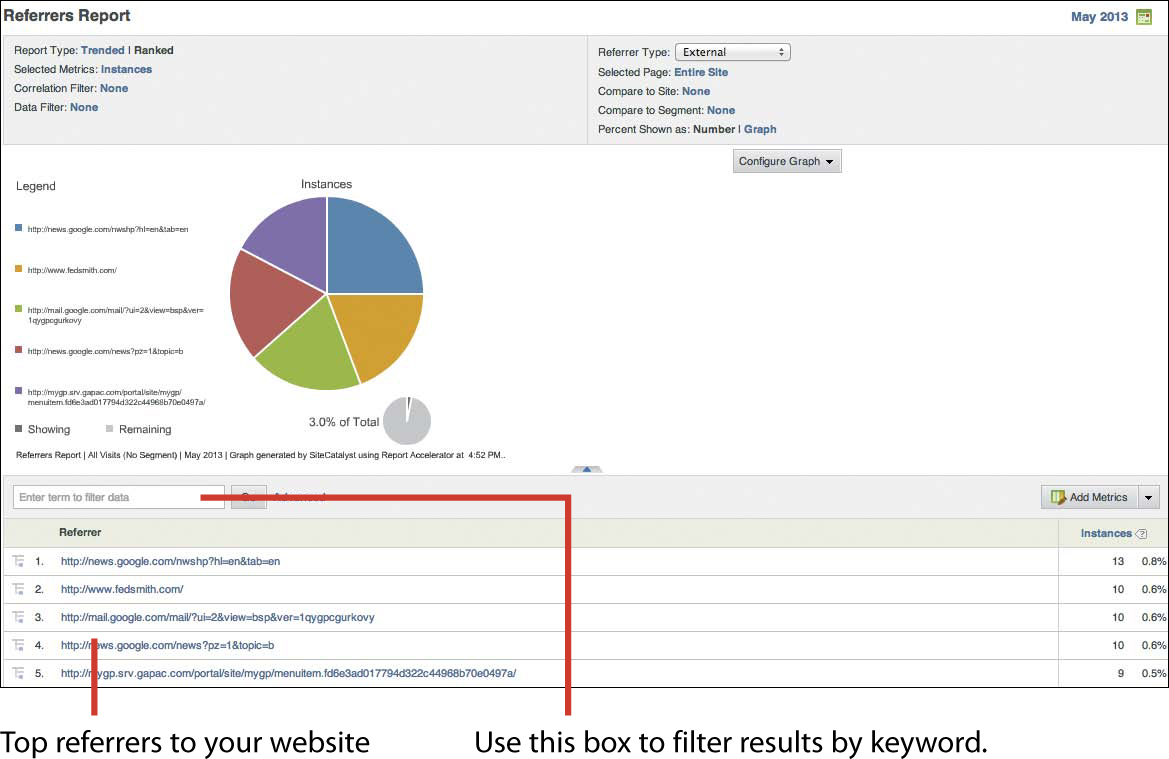 Referrers Report
May 2013
Report Type: Trended | Ranked
Selected Metrics: Instances
Correlation Filter: None
Data Filter: None
Referrer Type: External
Selected Page: Entire Site
Compare to Site: None
Compare to Segment: None
Percent Shown as: Number | Graph
Configure Graph
Legend
Instances
http://news.google.com/nwshp?hl=en&tab=en
http://www.fedsmith.com/
http://mail.google.com/mail/?ui=2&view=bsp&ver=
1qygpcgurkovy
http://news.google.com/news?pz=1&topic=b
http://mygp.srv.gapac.com/portal/site/mygp/
menuitem.fd6e3ad017794d322c44968b70e0497a/
3.0% of Total
Showing Remaining
Referrers Report | All Visits (No Segment) | May 2013 | Graph generated by SiteCatalyst using Report Accelerator at 4:52 PM..
Enter term to filter data Go Advanced
Add Metrics
Referrer Instances
1. http://news.google.com/nwshp?hl=en&tab=en 13 0.8%
2. http://www.fedsmith.com/ 10 0.6%
3. http://mail.google.com/mail/?ui=2&view=bsp&ver=1qygpcgurkovy 10 0.6%
4. http://news.google.com/news?pz=1&topic=b 10 0.6%
5. http://mygp.srv.gapac.com/portal/site/mygp/menuitem.fd6e3ad017794d322c44968b70e0497a/ 9 0.5%
Top referrers to your website
Use this box to filter results by keyword.